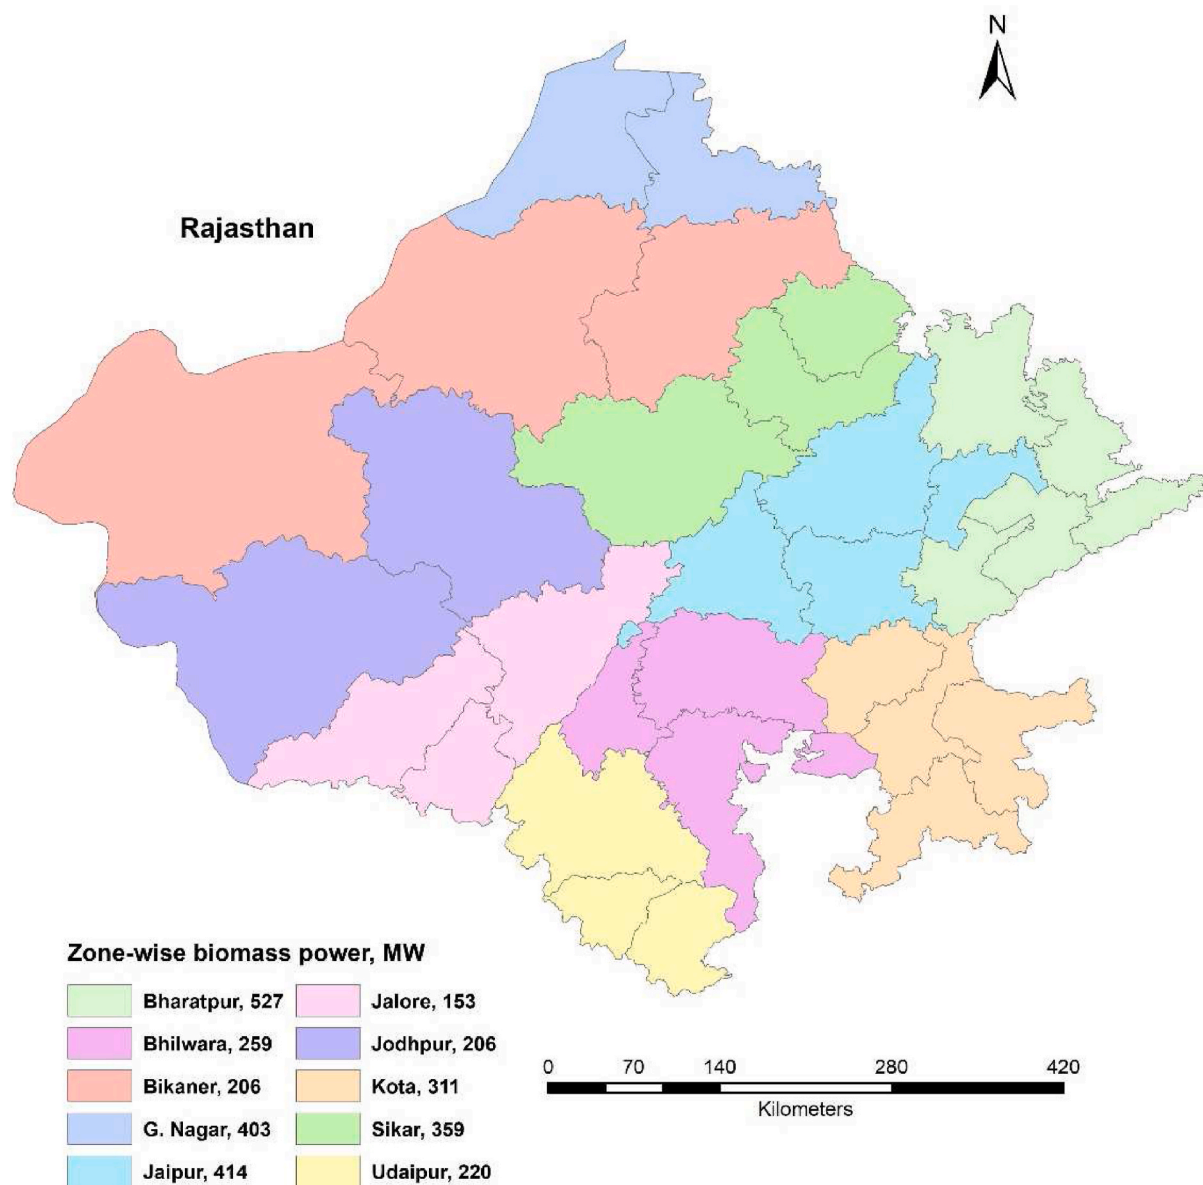 N
Rajasthan
Zone-wise biomass power, MW
Bharatpur, 527
Bhilwara, 259
Bikaner, 206
G. Nagar, 403
Jaipur, 414
Jalore, 153
Jodhpur, 206
Kota, 311
Sikar, 359
Udaipur, 220
0 70 140 280 420
Kilometers